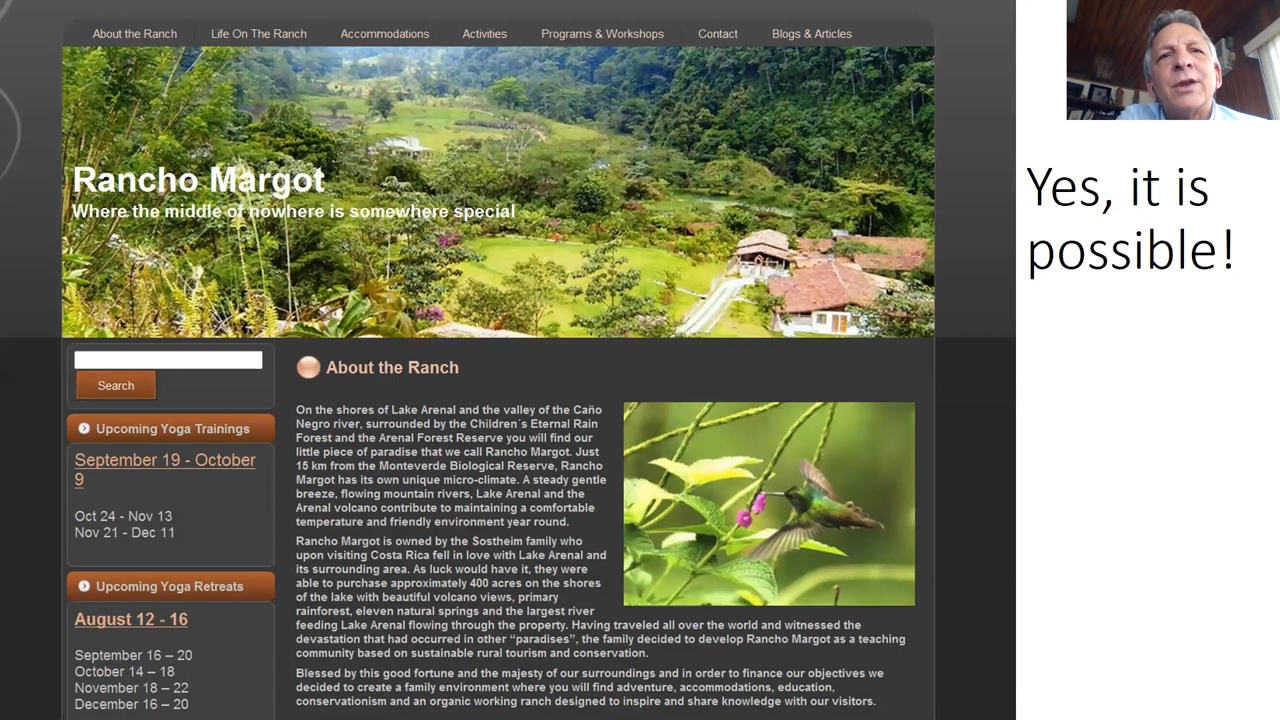 About the Ranch
Life On The Ranch
Accommodations
Activities
Programs & Workshops
Contact
Blogs & Articles
Rancho Margot
Where the middle of nowhere is somewhere special
Yes, it is
possible!
Search
Upcoming Yoga Trainings
September 19 - October
9
Oct 24 - Nov 13
Nov 21 - Dec 11
Upcoming Yoga Retreats
August 12 - 16
September 16 – 20
October 14 – 18
November 18 – 22
December 16 – 20
About the Ranch
On the shores of Lake Arenal and the valley of the Caño
Negro river, surrounded by the Children´s Eternal Rain
Forest and the Arenal Forest Reserve you will find our
little piece of paradise that we call Rancho Margot. Just
15 km from the Monteverde Biological Reserve, Rancho
Margot has its own unique micro-climate. A steady gentle
breeze, flowing mountain rivers, Lake Arenal and the
Arenal volcano contribute to maintaining a comfortable
temperature and friendly environment year round.
Rancho Margot is owned by the Sostheim family who
upon visiting Costa Rica fell in love with Lake Arenal and
its surrounding area. As luck would have it, they were
able to purchase approximately 400 acres on the shores
of the lake with beautiful volcano views, primary
rainforest, eleven natural springs and the largest river
feeding Lake Arenal flowing through the property. Having traveled all over the world and witnessed the
devastation that had occurred in other “paradises”, the family decided to develop Rancho Margot as a teaching
community based on sustainable rural tourism and conservation.
Blessed by this good fortune and the majesty of our surroundings and in order to finance our objectives we
decided to create a family environment where you will find adventure, accommodations, education,
conservationism and an organic working ranch designed to inspire and share knowledge with our visitors.